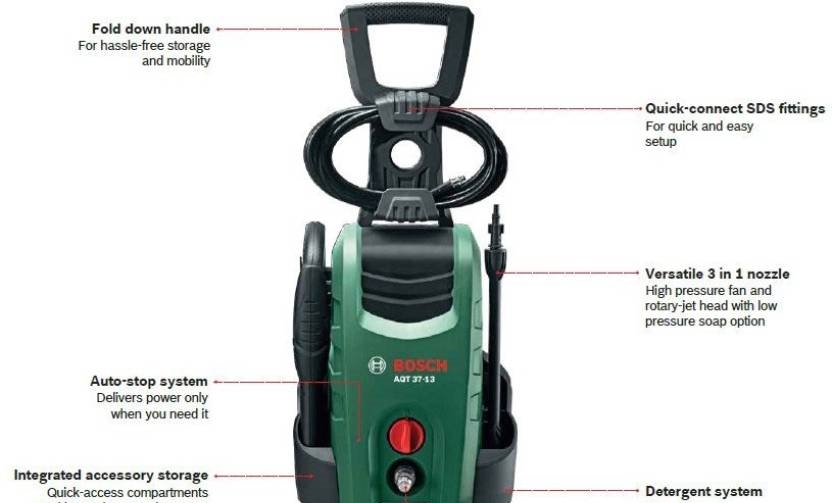 Fold down handle
For hassle-free storage
and mobility
Quick-connect SDS fittings
For quick and easy
setup
Versatile 3 in 1 nozzle
High pressure fan and
rotary-jet head with low
pressure soap option
BOSCH
AQT 37-13
Auto-stop system
Delivers power only
when you need it
Integrated accessory storage
Quick-access compartments
Detergent system